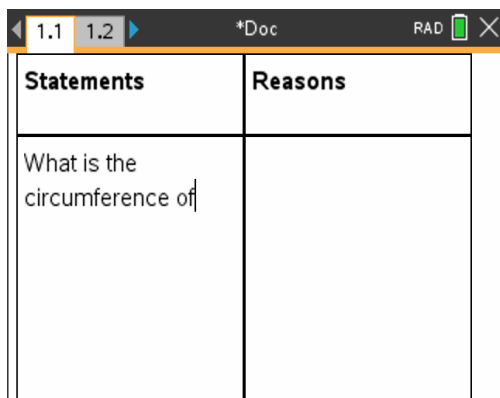 1.1 1.2 *Doc RAD
Statements Reasons
What is the
circumference of